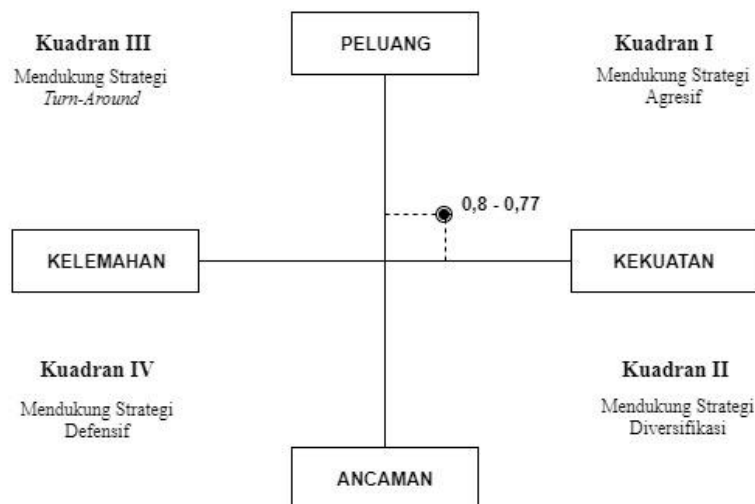 Kuadran III
Mendukung Strategi
Turn-Around
PELUANG
Kuadran I
Mendukung Strategi
Agresif
0,8 - 0,77
KELEMAHAN
KEKUATAN
Kuadran IV
Mendukung Strategi
Defensif
Kuadran II
Mendukung Strategi
Diversifikasi
ANCAMAN